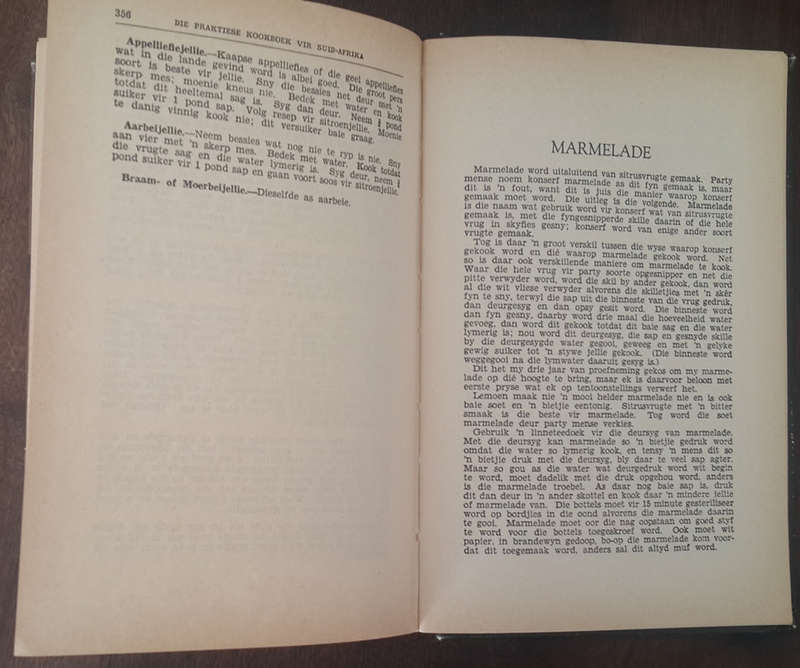 356
DIE PRAKTIESE KOOKBOEK VIR SUID-AFRIKA
Appelliefiejellie.—Kaapse appelliefies of die geel appelliefies
wat in die lande gevind word is albei goed. Die groot pers
soort is beste vir jellie. Sny die bessies net deur met 'n
skerp mes; moenie kneus nie. Bedek met water en kook
totdat dit heeltemal sag is. Syg dan deur. Neem ¾ pond
suiker vir 1 pond sap. Volg resep vir sitroenjellie. Moenie
te danig vinnig kook nie; dit versuiker baie graag.
Aarbeijellie.—Neem bessies wat nog nie te ryp is nie. Sny
aan vier met 'n skerp mes. Bedek met water. Kook totdat
die vrugte sag en die water lymerig is. Syg deur, neem ¾
pond suiker vir 1 pond sap en gaan voort soos vir sitroenjellie.
Braam- of Moerbeijellie.—Dieselfde as aarbeie.
MARMELADE
Marmelade word uitsluitend van sitrusvrugte gemaak. Party
mense noem konserf marmelade as dit fyn gemaak is, maar
dit is 'n fout, want dit is juis die manier waarop konserf
gemaak moet word. Die uitleg is die volgende. Marmelade
is die naam wat gebruik word vir konserf wat van sitrusvrugte
gemaak is, met die fyngesnipperde skille daarin of die hele
vrug in skyfies gesny; konserf word van enige ander soort
vrugte gemaak.
Tog is daar 'n groot verskil tussen die wyse waarop konserf
gekook word en dié waarop marmelade gekook word. Net
so is daar ook verskillende maniere om marmelade te kook.
Waar die hele vrug vir party soorte opgesnipper en net die
pitte verwyder word, word die skil by ander gekook, dan word
al die wit vliese verwyder alvorens die skilletjies met 'n skêr
fyn te sny, terwyl die sap uit die binneste van die vrug gedruk,
dan deurgesyg en dan opsy gesit word. Die binneste word
dan fyn gesny, daarby word drie maal die hoeveelheid water
gevoeg, dan word dit gekook totdat dit baie sag en die water
lymerig is; nou word dit deurgesyg, die sap en gesnyde skille
by die deurgesygde water gegooi, geweeg en met 'n gelyke
gewig suiker tot 'n stywe jellie gekook. (Die binneste word
weggegooi na die lymwater daaruit gesyg is.)
Dit het my drie jaar van proefneming gekos om my marme-
lade op dié hoogte te bring, maar ek is daarvoor beloon met
eerste pryse wat ek op tentoonstellings verwerf het.
Lemoen maak nie 'n mooi helder marmelade nie en is ook
baie soet en 'n bietjie eentonig. Sitrusvrugte met 'n bitter
smaak is die beste vir marmelade. Tog word die soet
marmelade deur party mense verkies.
Gebruik 'n linneteedoek vir die deursyg van marmelade.
Met die deursyg kan marmelade so 'n bietjie gedruk word
omdat die water so lymerig kook, en tensy 'n mens dit so
'n bietjie druk met die deursyg, bly daar te veel sap agter.
Maar so gou as die water wat deurgedruk word wit begin
te word, moet dadelik met die druk opgehou word, anders
is die marmelade troebel. As daar nog baie sap is, druk
dit dan deur in 'n ander skottel en kook daar 'n mindere jellie
of marmelade van. Die bottels moet vir 15 minute gesteriliseer
word op bordjies in die oond alvorens die marmelade daarin
te gooi. Marmelade moet oor die nag oopstaan om goed styf
te word voor die bottels toegeskroef word. Ook moet wit
papier, in brandewyn gedoop, bo-op die marmelade kom voor-
dat dit toegemaak word, anders sal dit altyd muf word.